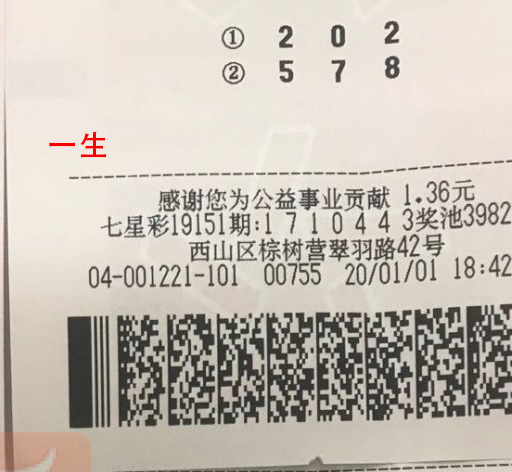 ① 2 0 2
② 5 7 8
一生
感谢您为公益事业贡献 1.36元
七星彩19151期:1 7 1 0 4 4 3奖池3982
西山区棕树营翠羽路42号
04-001221-101 00755 20/01/01 18:42